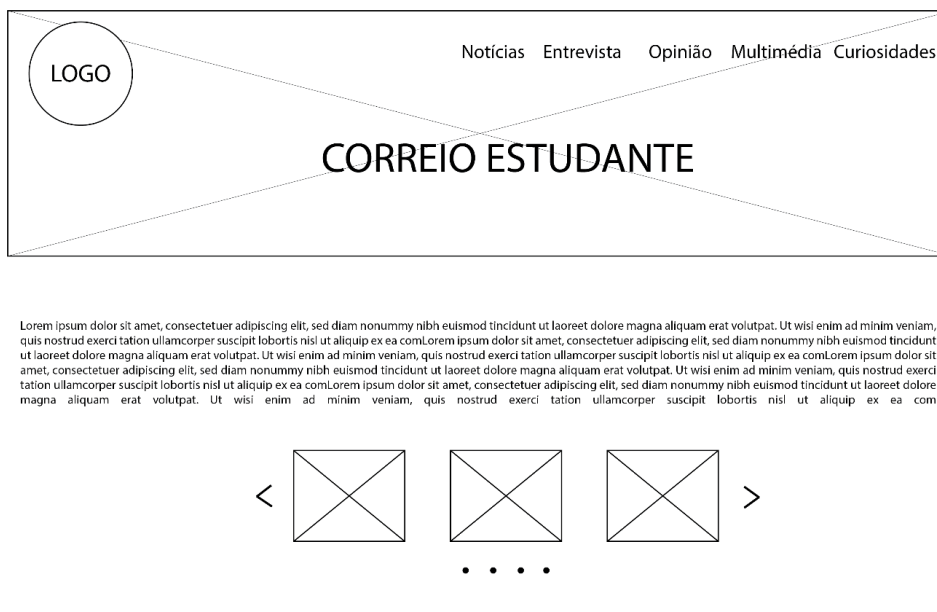 LOGO
Notícias Entrevista Opinião Multimédia Curiosidades
CORREIO ESTUDANTE
Lorem ipsum dolor sit amet, consectetuer adipiscing elit, sed diam nonummy nibh euismod tincidunt ut laoreet dolore magna aliquam erat volutpat. Ut wisi enim ad minim veniam,
quis nostrud exerci tation ullamcorper suscipit lobortis nisl ut aliquip ex ea comLorem ipsum dolor sit amet, consectetuer adipiscing elit, sed diam nonummy nibh euismod tincidunt
ut laoreet dolore magna aliquam erat volutpat. Ut wisi enim ad minim veniam, quis nostrud exerci tation ullamcorper suscipit lobortis nisl ut aliquip ex ea comLorem ipsum dolor sit
amet, consectetuer adipiscing elit, sed diam nonummy nibh euismod tincidunt ut laoreet dolore magna aliquam erat volutpat. Ut wisi enim ad minim veniam, quis nostrud exerci
tation ullamcorper suscipit lobortis nisl ut aliquip ex ea comLorem ipsum dolor sit amet, consectetuer adipiscing elit, sed diam nonummy nibh euismod tincidunt ut laoreet dolore
magna aliquam erat volutpat. Ut wisi enim ad minim veniam, quis nostrud exerci tation ullamcorper suscipit lobortis nisl ut aliquip ex ea com